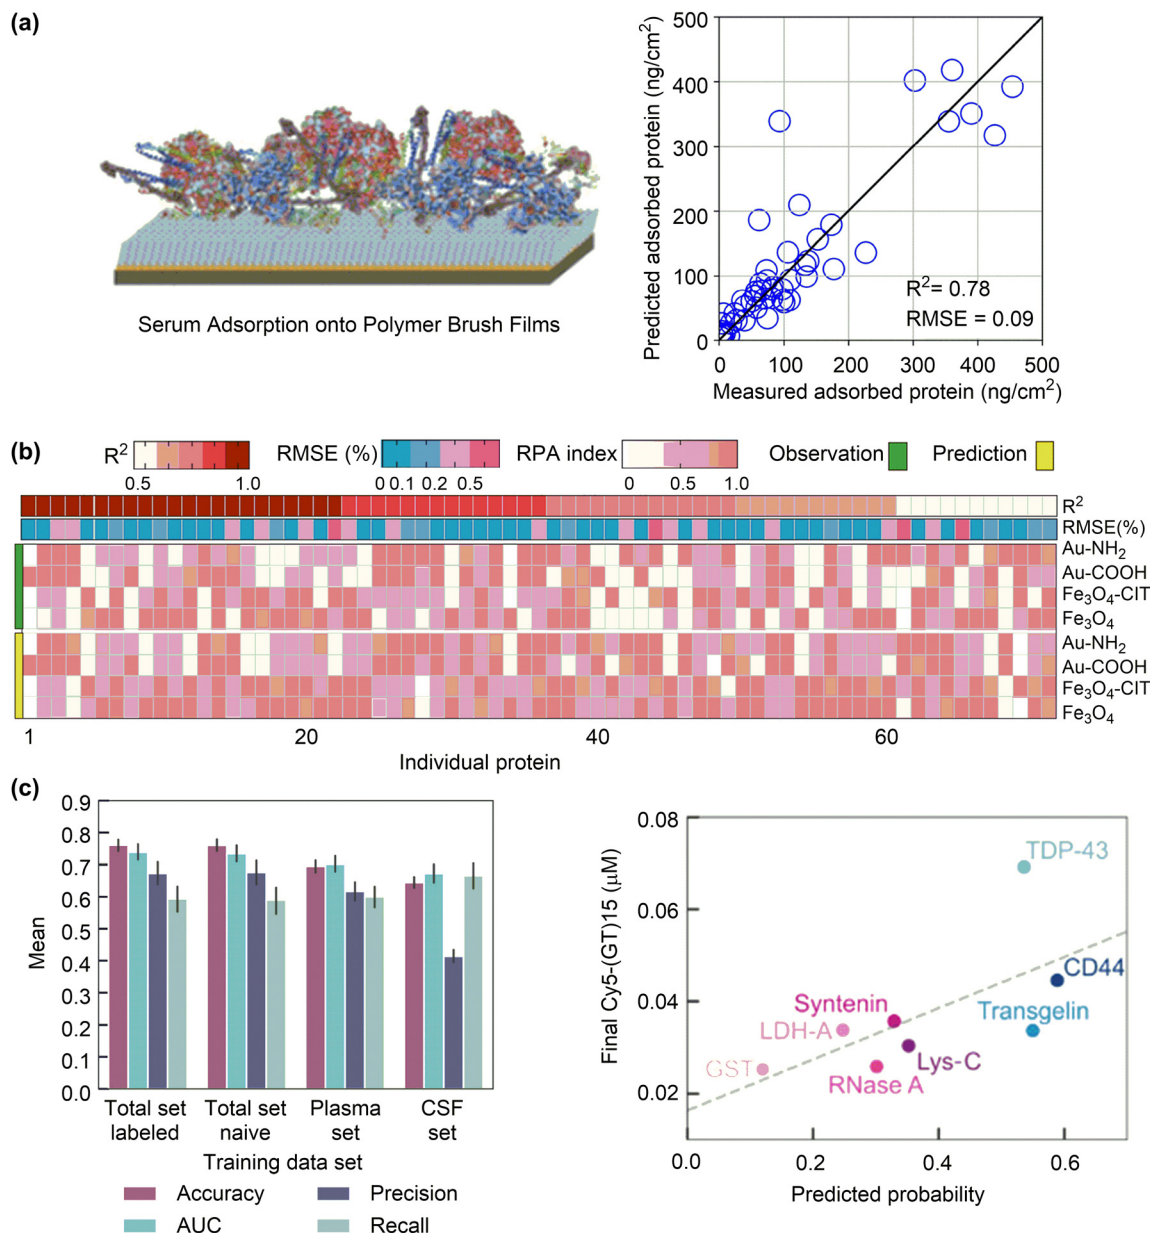 (a)
Serum Adsorption onto Polymer Brush Films
Predicted adsorbed protein (ng/cm²)
500
400
300
200
100
0
R²= 0.78
RMSE = 0.09
0 100 200 300 400 500
Measured adsorbed protein (ng/cm²)
(b)
R² 0.5 1.0
RMSE (%) 0 0.1 0.2 0.5
RPA index 0 0.5 1.0
Observation
Prediction
R²
RMSE(%)
Au-NH₂
Au-COOH
Fe₃O₄-CIT
Fe₃O₄
Au-NH₂
Au-COOH
Fe₃O₄-CIT
Fe₃O₄
1 20 40 60
Individual protein
(c)
Mean
0.9
0.8
0.7
0.6
0.5
0.4
0.3
0.2
0.1
0.0
Total set labeled
Total set naive
Plasma set
CSF set
Training data set
Accuracy
Precision
AUC
Recall
Final Cy5-(GT)15 (μM)
0.08
0.06
0.04
0.02
TDP-43
CD44
Syntenin
Transgelin
LDH-A
Lys-C
GST
RNase A
0.0 0.2 0.4 0.6
Predicted probability